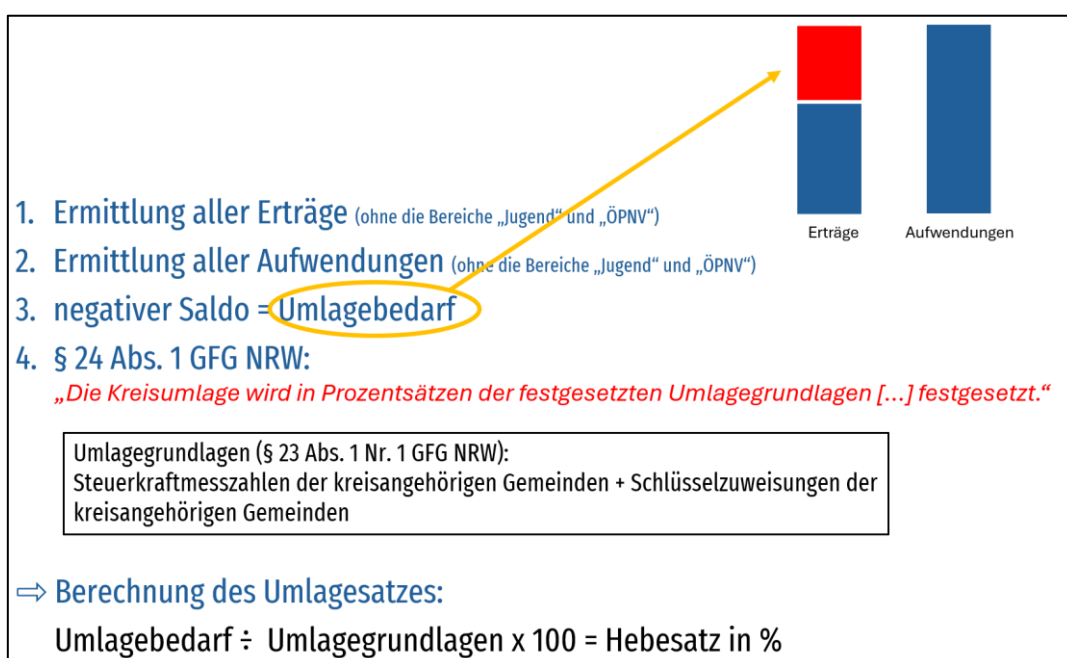 Erträge
Aufwendungen
1. Ermittlung aller Erträge (ohne die Bereiche „Jugend“ und „ÖPNV“)
2. Ermittlung aller Aufwendungen (ohne die Bereiche „Jugend“ und „ÖPNV“)
3. negativer Saldo = Umlagebedarf
4. § 24 Abs. 1 GFG NRW:
„Die Kreisumlage wird in Prozentsätzen der festgesetzten Umlagegrundlagen [...] festgesetzt.“
Umlagegrundlagen (§ 23 Abs. 1 Nr. 1 GFG NRW):
Steuerkraftmesszahlen der kreisangehörigen Gemeinden + Schlüsselzuweisungen der
kreisangehörigen Gemeinden
⇨ Berechnung des Umlagesatzes:
Umlagebedarf ÷ Umlagegrundlagen x 100 = Hebesatz in %